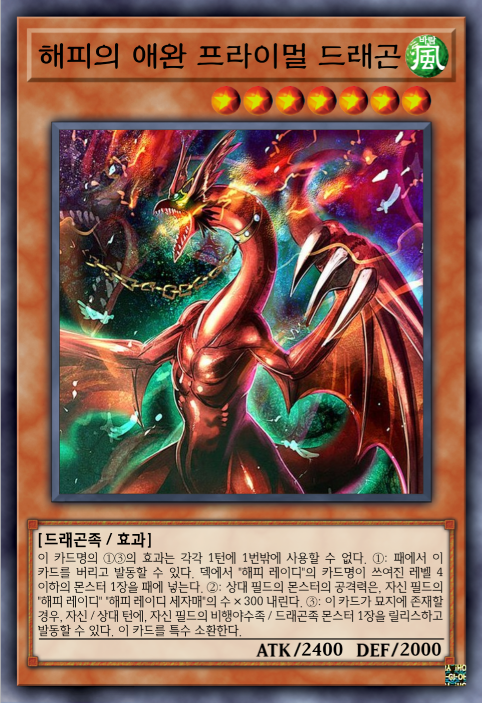 해피의 애완 프라이멀 드래곤
바람
風
[드래곤족 / 효과]
이 카드명의 ①③의 효과는 각각 1턴에 1번밖에 사용할 수 없다. ①: 패에서 이
카드를 버리고 발동할 수 있다. 덱에서 "해피 레이디"의 카드명이 쓰여진 레벨 4
이하의 몬스터 1장을 패에 넣는다. ②: 상대 필드의 몬스터의 공격력은, 자신 필드의
"해피 레이디" "해피 레이디 세자매"의 수 × 300 내린다. ③: 이 카드가 묘지에 존재할
경우, 자신 / 상대 턴에, 자신 필드의 비행야수족 / 드래곤족 몬스터 1장을 릴리스하고
발동할 수 있다. 이 카드를 특수 소환한다.
ATK/2400 DEF/2000